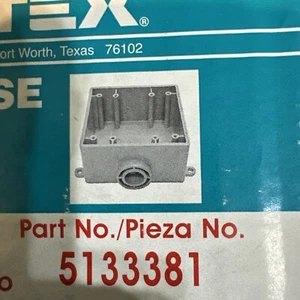 TEX®
ort Worth, Texas 76102
SE
Part No./Pieza No.
o 5133381